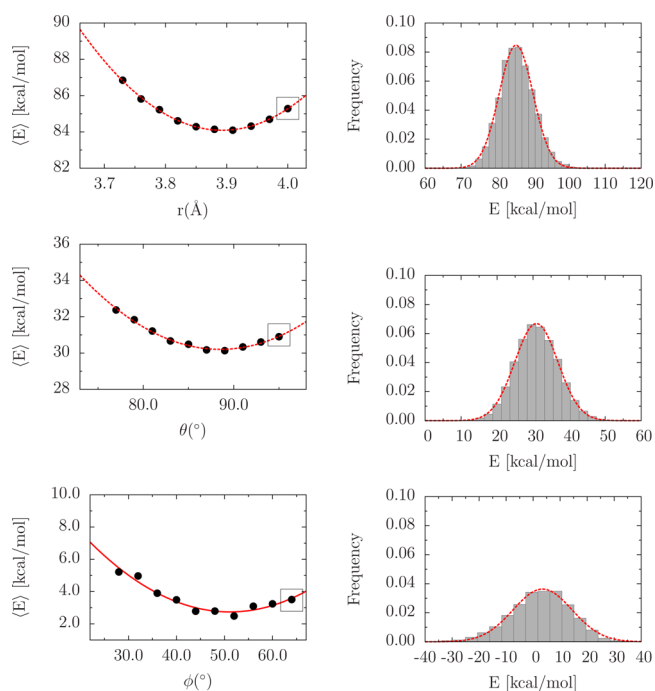 90
88
86
84
82
⟨E⟩ [kcal/mol]
3.7 3.8 3.9 4.0
r(Å)
0.10
0.08
0.06
0.04
0.02
0.00
Frequency
60 70 80 90 100 110 120
E [kcal/mol]
36
34
32
30
28
⟨E⟩ [kcal/mol]
80.0 90.0
θ(°)
0.10
0.08
0.06
0.04
0.02
0.00
Frequency
0 10 20 30 40 50 60
E [kcal/mol]
10.0
8.0
6.0
4.0
2.0
⟨E⟩ [kcal/mol]
30.0 40.0 50.0 60.0
ϕ(°)
0.10
0.08
0.06
0.04
0.02
0.00
Frequency
-40 -30 -20 -10 0 10 20 30 40
E [kcal/mol]